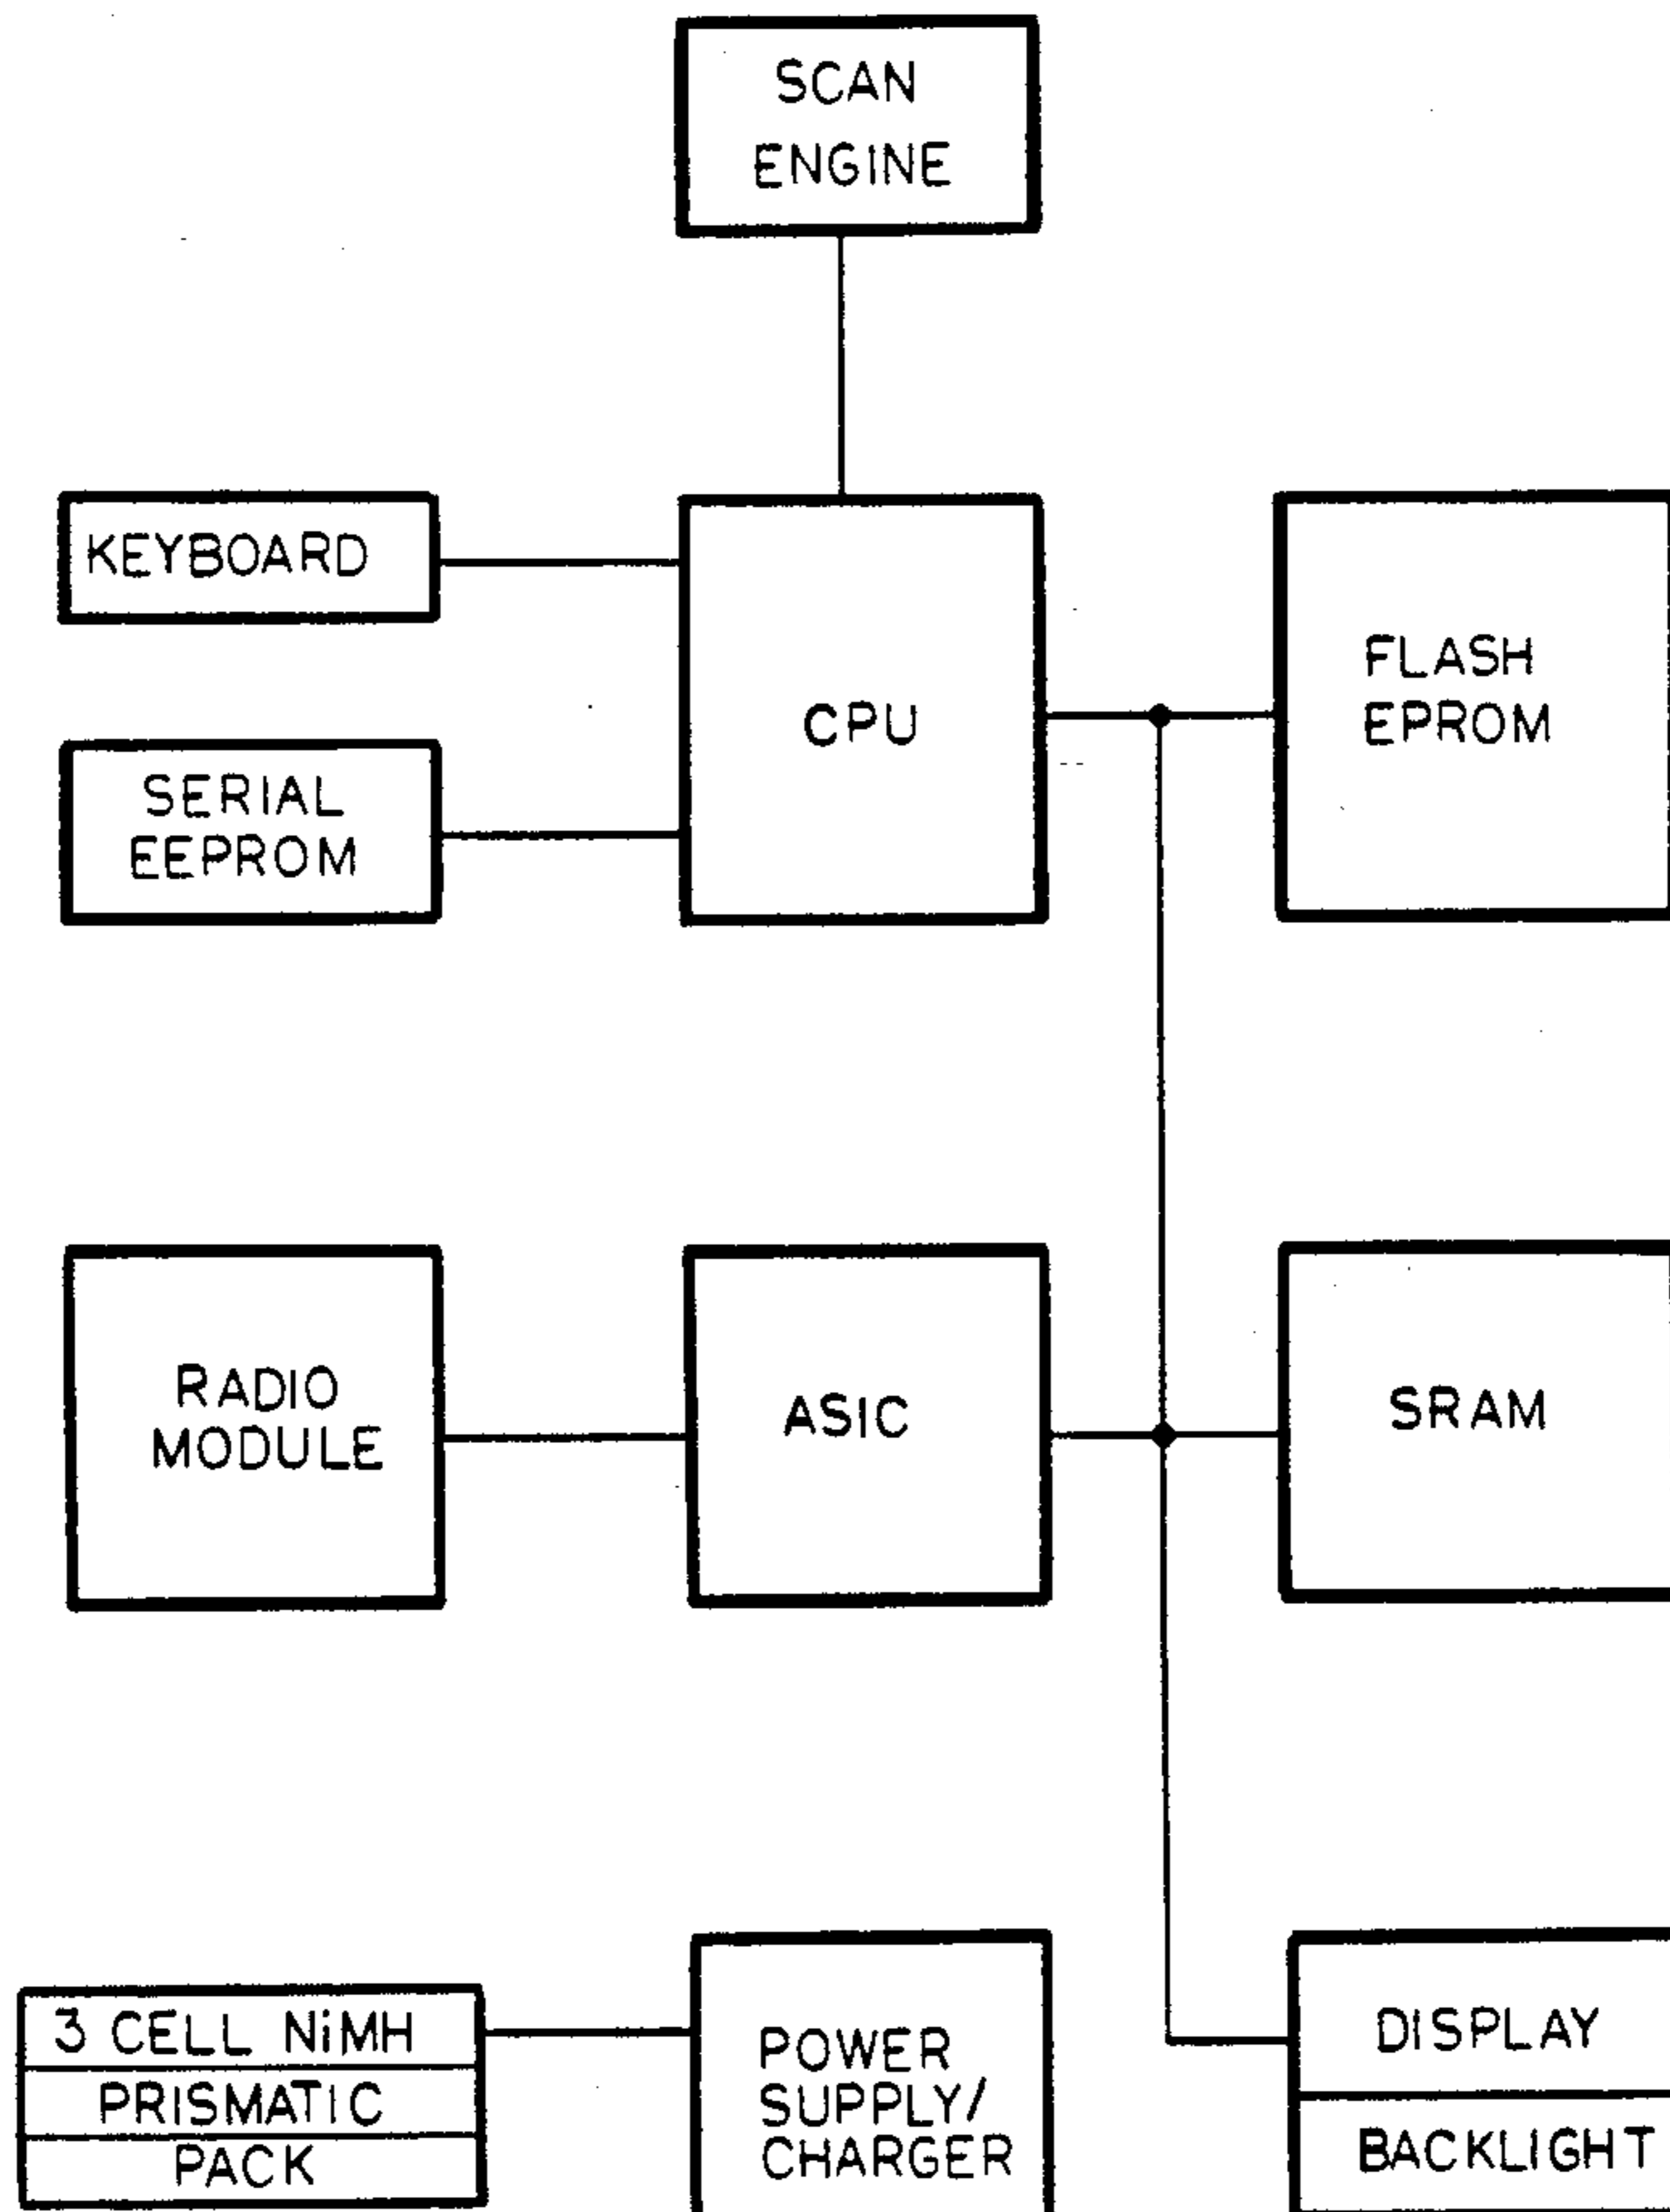 SCAN
ENGINE
KEYBOARD
SERIAL
EEPROM
CPU
FLASH
EPROM
RADIO
MODULE
ASIC
SRAM
3 CELL NiMH
PRISMATIC
PACK
POWER
SUPPLY/
CHARGER
DISPLAY
BACKLIGHT